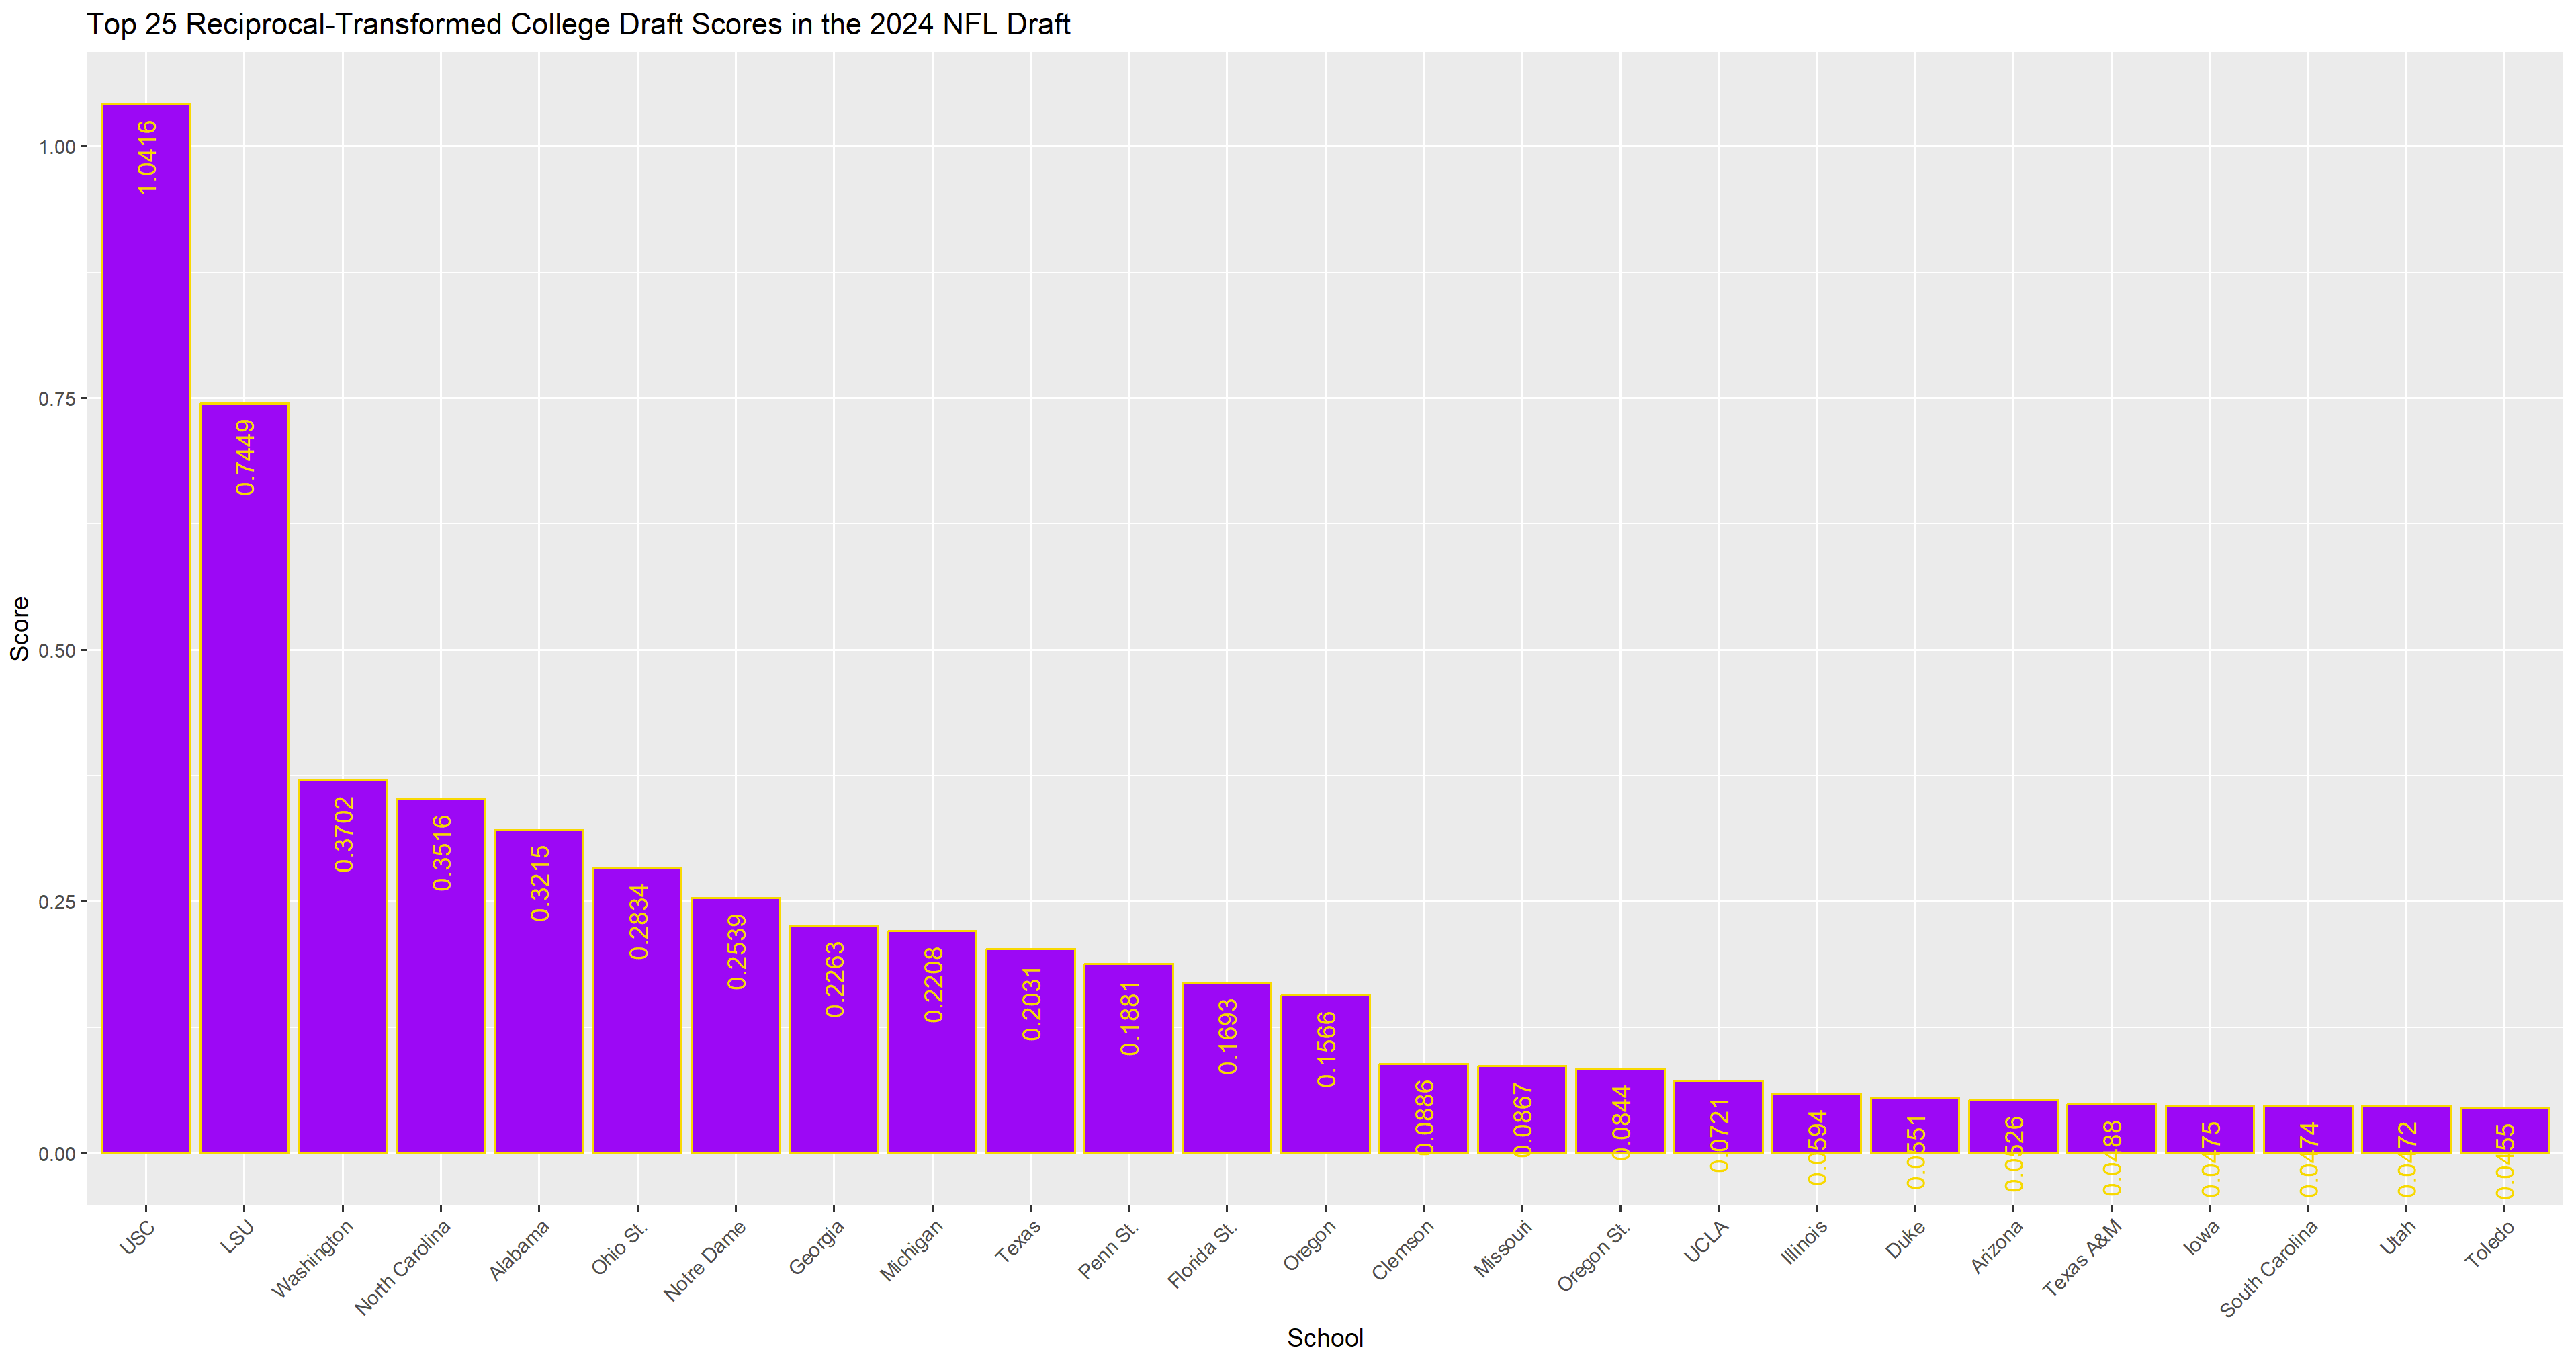 Top 25 Reciprocal-Transformed College Draft Scores in the 2024 NFL Draft
Score
1.00
0.75
0.50
0.25
0.00
1.0416
0.7449
0.3702
0.3516
0.3215
0.2834
0.2539
0.2263
0.2208
0.2031
0.1881
0.1693
0.1566
0.0886
0.0867
0.0844
0.0721
0.0594
0.0551
0.0526
0.0488
0.0475
0.0474
0.0472
0.0455
USC
LSU
Washington
North Carolina
Alabama
Ohio St.
Notre Dame
Georgia
Michigan
Texas
Penn St.
Florida St.
Oregon
Clemson
Missouri
Oregon St.
UCLA
Illinois
Duke
Arizona
Texas A&M
Iowa
South Carolina
Utah
Toledo
School